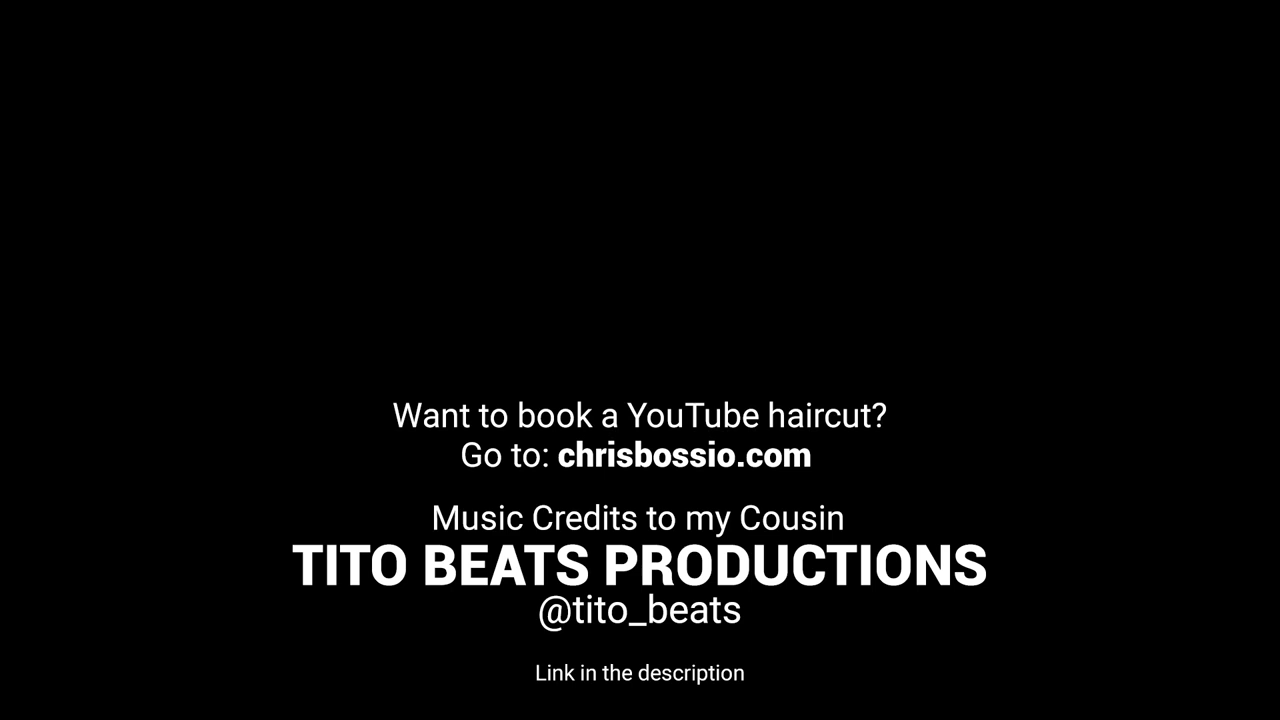 Want to book a YouTube haircut?
Go to: chrisbossio.com
Music Credits to my Cousin
TITO BEATS PRODUCTIONS
@tito_beats
Link in the description